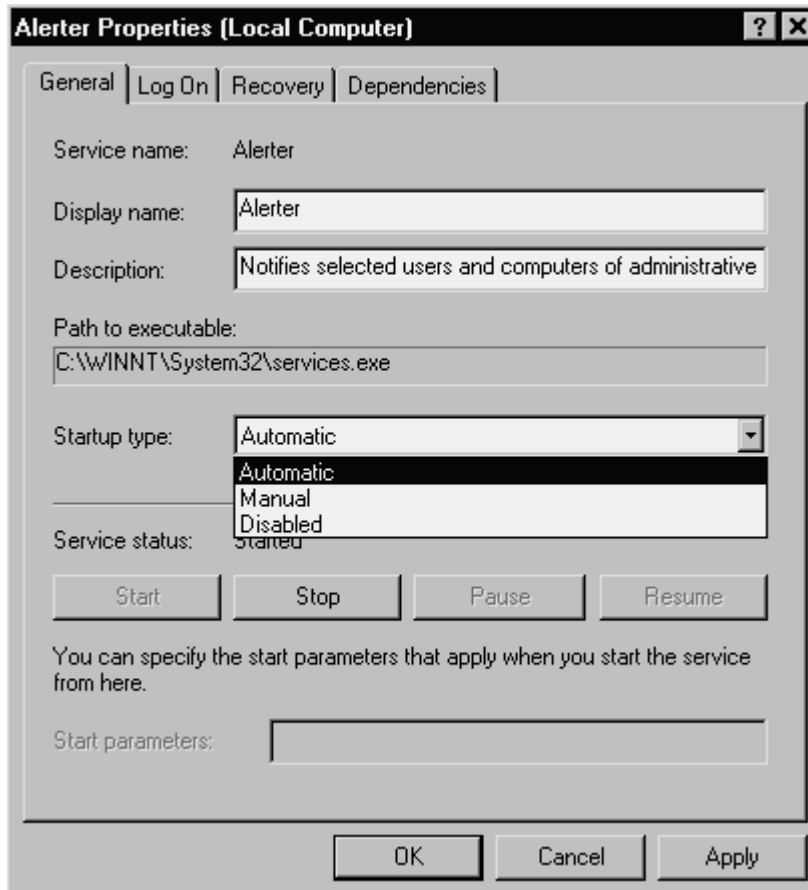 Alerter Properties (Local Computer) ? X
General Log On Recovery Dependencies
Service name: Alerter
Display name: Alerter
Description: Notifies selected users and computers of administrative
Path to executable:
C:\WINNT\System32\services.exe
Startup type: Automatic
Automatic
Manual
Disabled
Service status: Started
Start Stop Pause Resume
You can specify the start parameters that apply when you start the service
from here.
Start parameters:
OK Cancel Apply